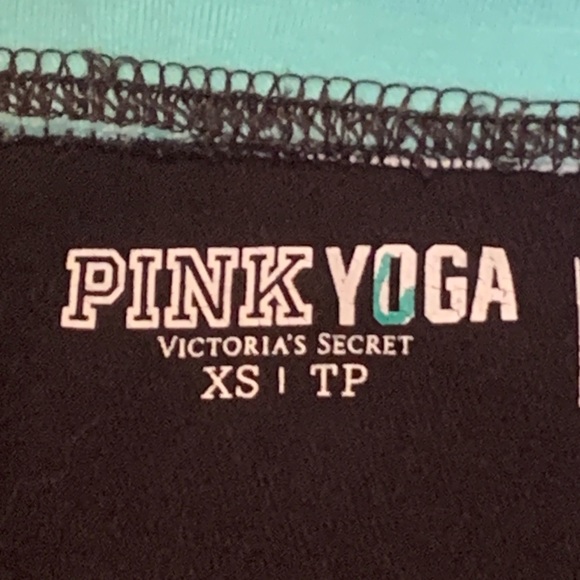 PINK YOGA
VICTORIA'S SECRET
XS | TP